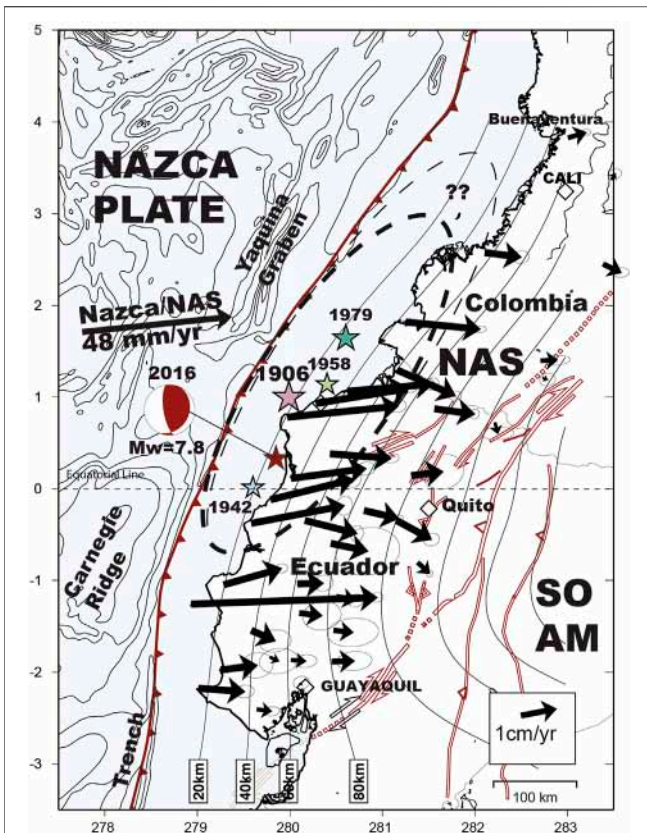 5
4
3
2
1
0
-1
-2
-3
278
279
280
281
282
283
NAZCA
PLATE
Yaquina
Graben
Nazca/NAS
48 mm/yr
2016
Mw=7.8
Equatorial Line
Carnegie
Ridge
Trench
1942
1906
1958
1979
??
Buenaventura
CALI
Colombia
NAS
Quito
Ecuador
SO
AM
GUAYAQUIL
20km
40km
80km
1cm/yr
100 km